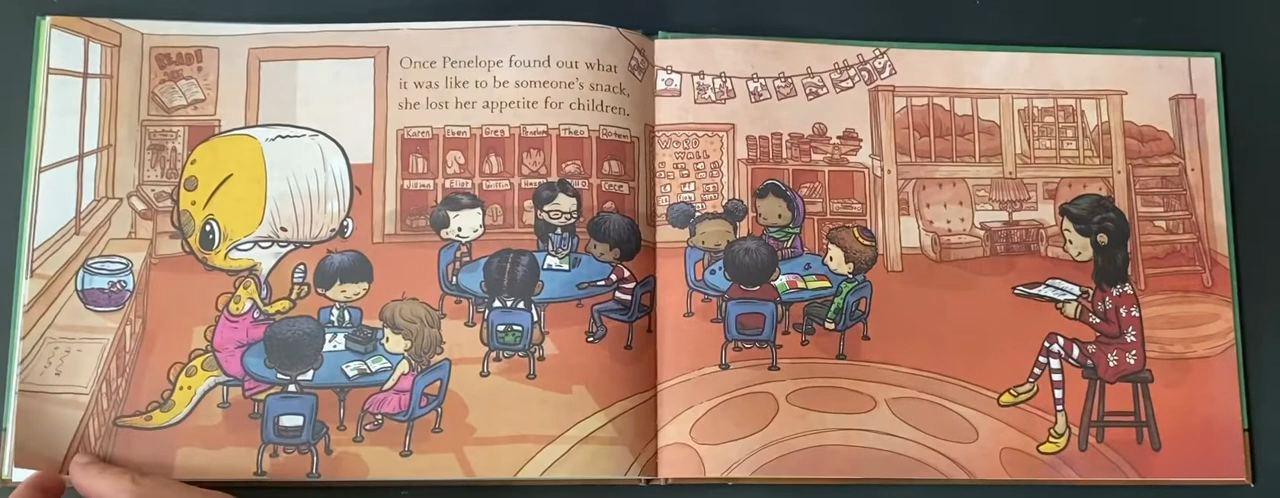 READ!
Once Penelope found out what
it was like to be someone's snack,
she lost her appetite for children.
Karen Eben Greg Penelope Theo Rotem
Jillian Eliot Griffin Cece
WORD
WALL